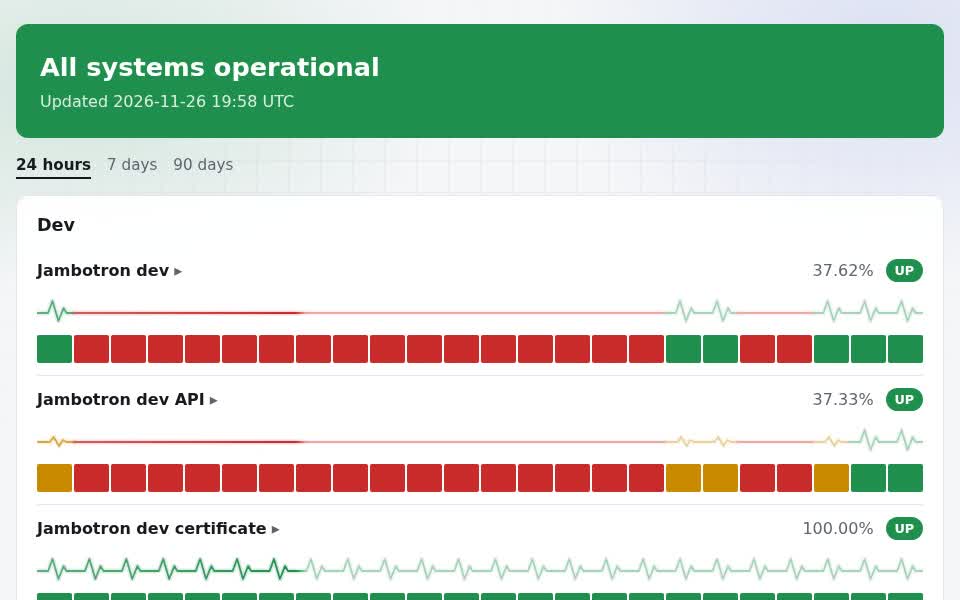 All systems operational
Updated 2026-11-26 19:58 UTC
24 hours 7 days 90 days
Dev
Jambotron dev ▸ 37.62% UP
Jambotron dev API ▸ 37.33% UP
Jambotron dev certificate ▸ 100.00% UP